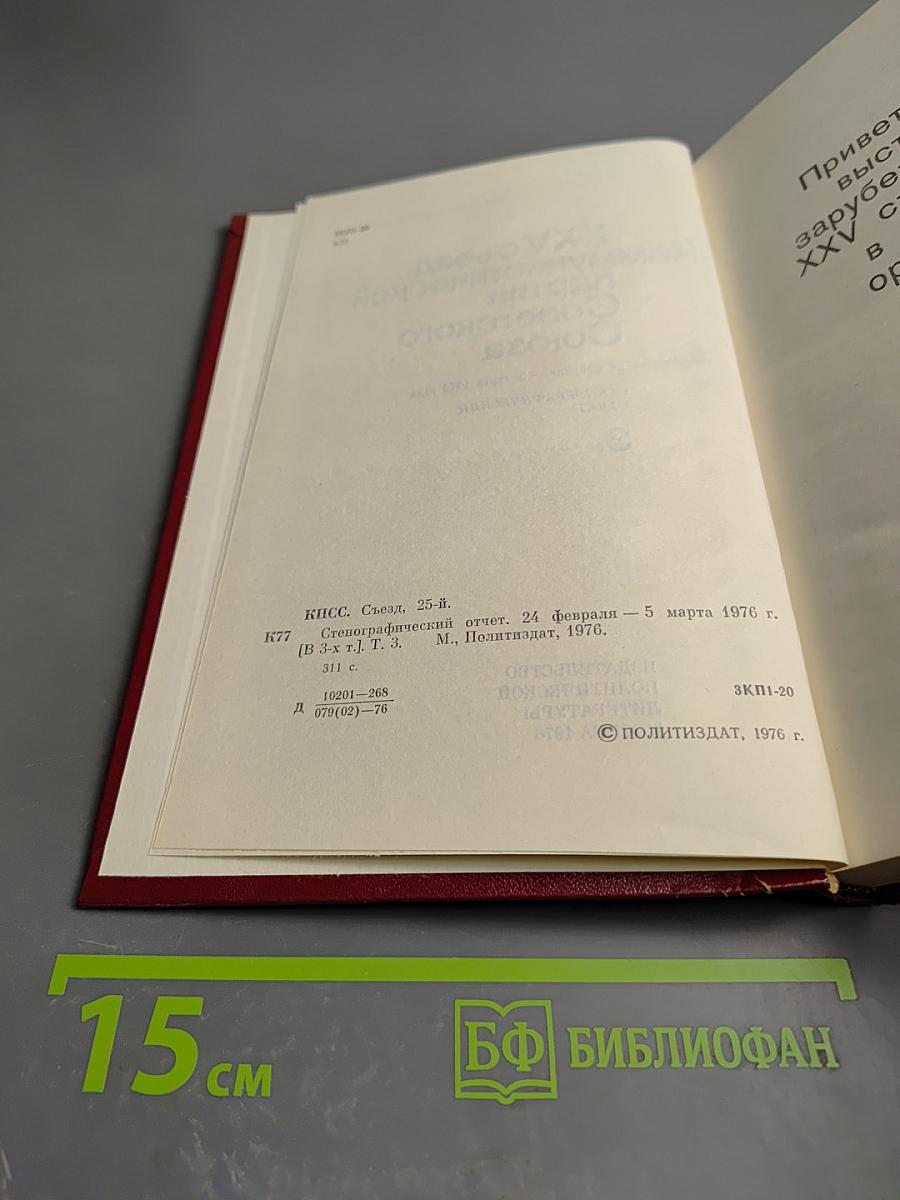 КПСС. Съезд, 25-й.
К77 Стенографический отчет. 24 февраля — 5 марта 1976 г.
[В 3-х т.]. Т. 3. М., Политиздат, 1976.
311 с.
Д 10201—268
079(02)—76
3КП1-20
© ПОЛИТИЗДАТ, 1976 г.
XXV
в
15 см
БФ БИБЛИОФАН